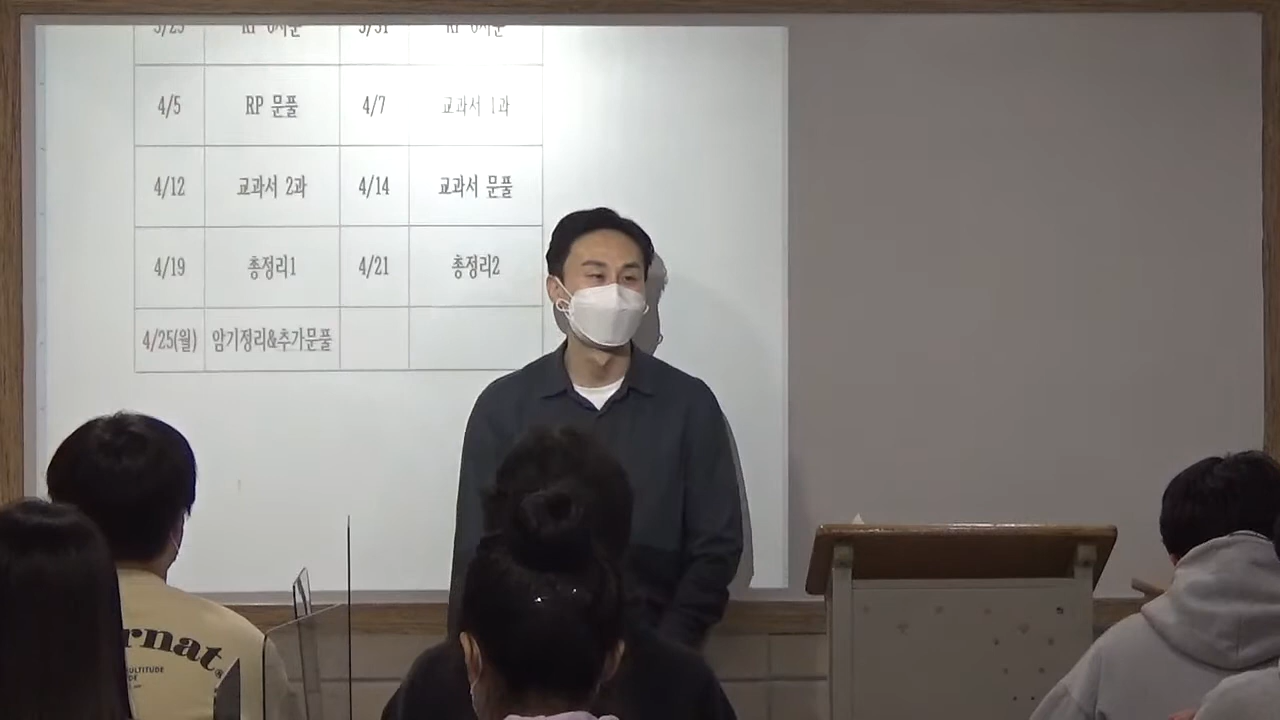 4/5 RP 문풀 4/7 교과서 1과
4/12 교과서 2과 4/14 교과서 문풀
4/19 총정리1 4/21 총정리2
4/25(월) 암기정리&추가문풀
rnat
ULTITUDE